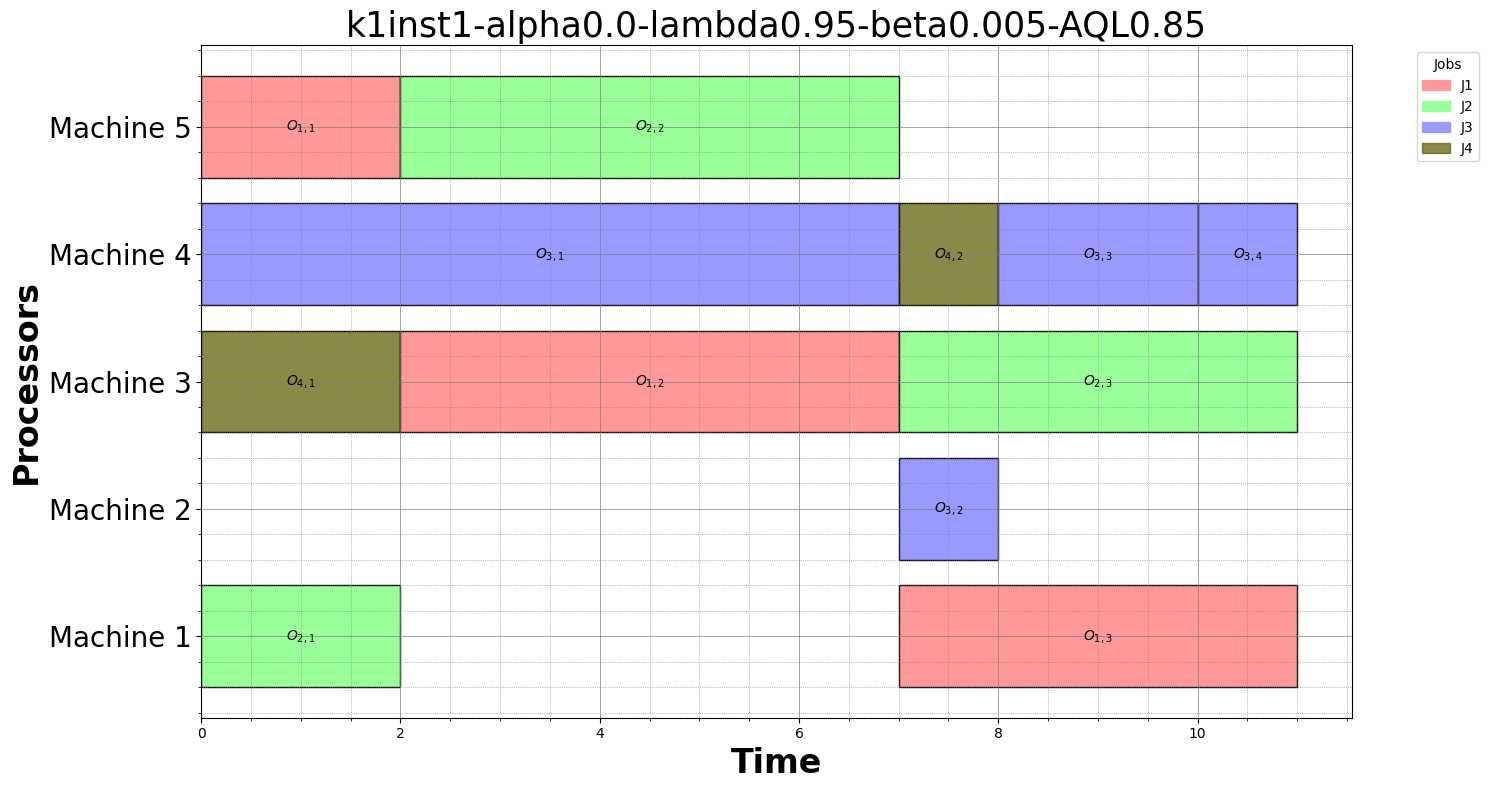 k1inst1-alpha0.0-lambda0.95-beta0.005-AQL0.85
Jobs
J1
J2
J3
J4
Processors
Machine 5
O1,1
O2,2
Machine 4
O3,1
O4,2
O3,3
O3,4
Machine 3
O4,1
O1,2
O2,3
Machine 2
O3,2
Machine 1
O2,1
O1,3
0 2 4 6 8 10
Time